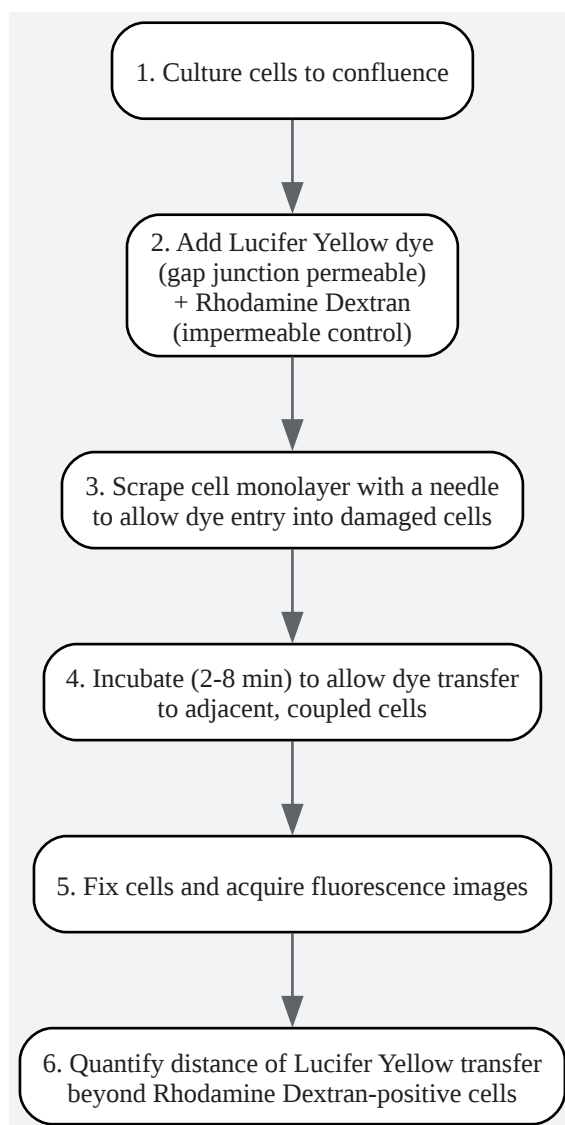 1. Culture cells to confluence
2. Add Lucifer Yellow dye
(gap junction permeable)
+ Rhodamine Dextran
(impermeable control)
3. Scrape cell monolayer with a needle
to allow dye entry into damaged cells
4. Incubate (2-8 min) to allow dye transfer
to adjacent, coupled cells
5. Fix cells and acquire fluorescence images
6. Quantify distance of Lucifer Yellow transfer
beyond Rhodamine Dextran-positive cells